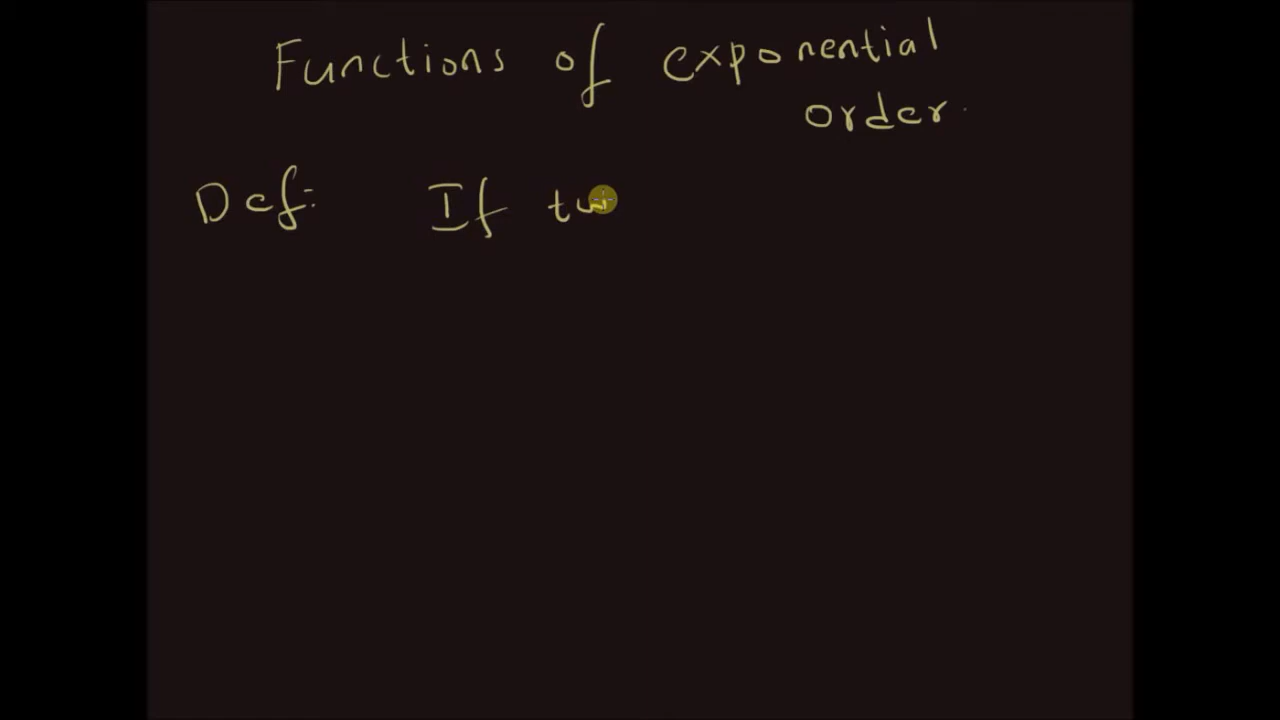 Functions of exponential
order.
Def: If